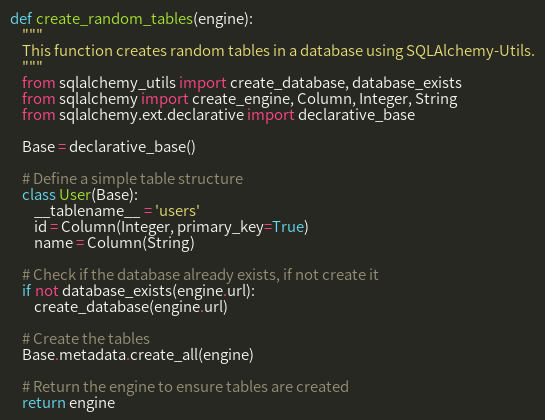 def create_random_tables(engine):
    """
    This function creates random tables in a database using SQLAlchemy-Utils.
    """
    from sqlalchemy_utils import create_database, database_exists
    from sqlalchemy import create_engine, Column, Integer, String
    from sqlalchemy.ext.declarative import declarative_base

    Base = declarative_base()

    # Define a simple table structure
    class User(Base):
        __tablename__ = 'users'
        id = Column(Integer, primary_key=True)
        name = Column(String)

    # Check if the database already exists, if not create it
    if not database_exists(engine.url):
        create_database(engine.url)

    # Create the tables
    Base.metadata.create_all(engine)

    # Return the engine to ensure tables are created
    return engine